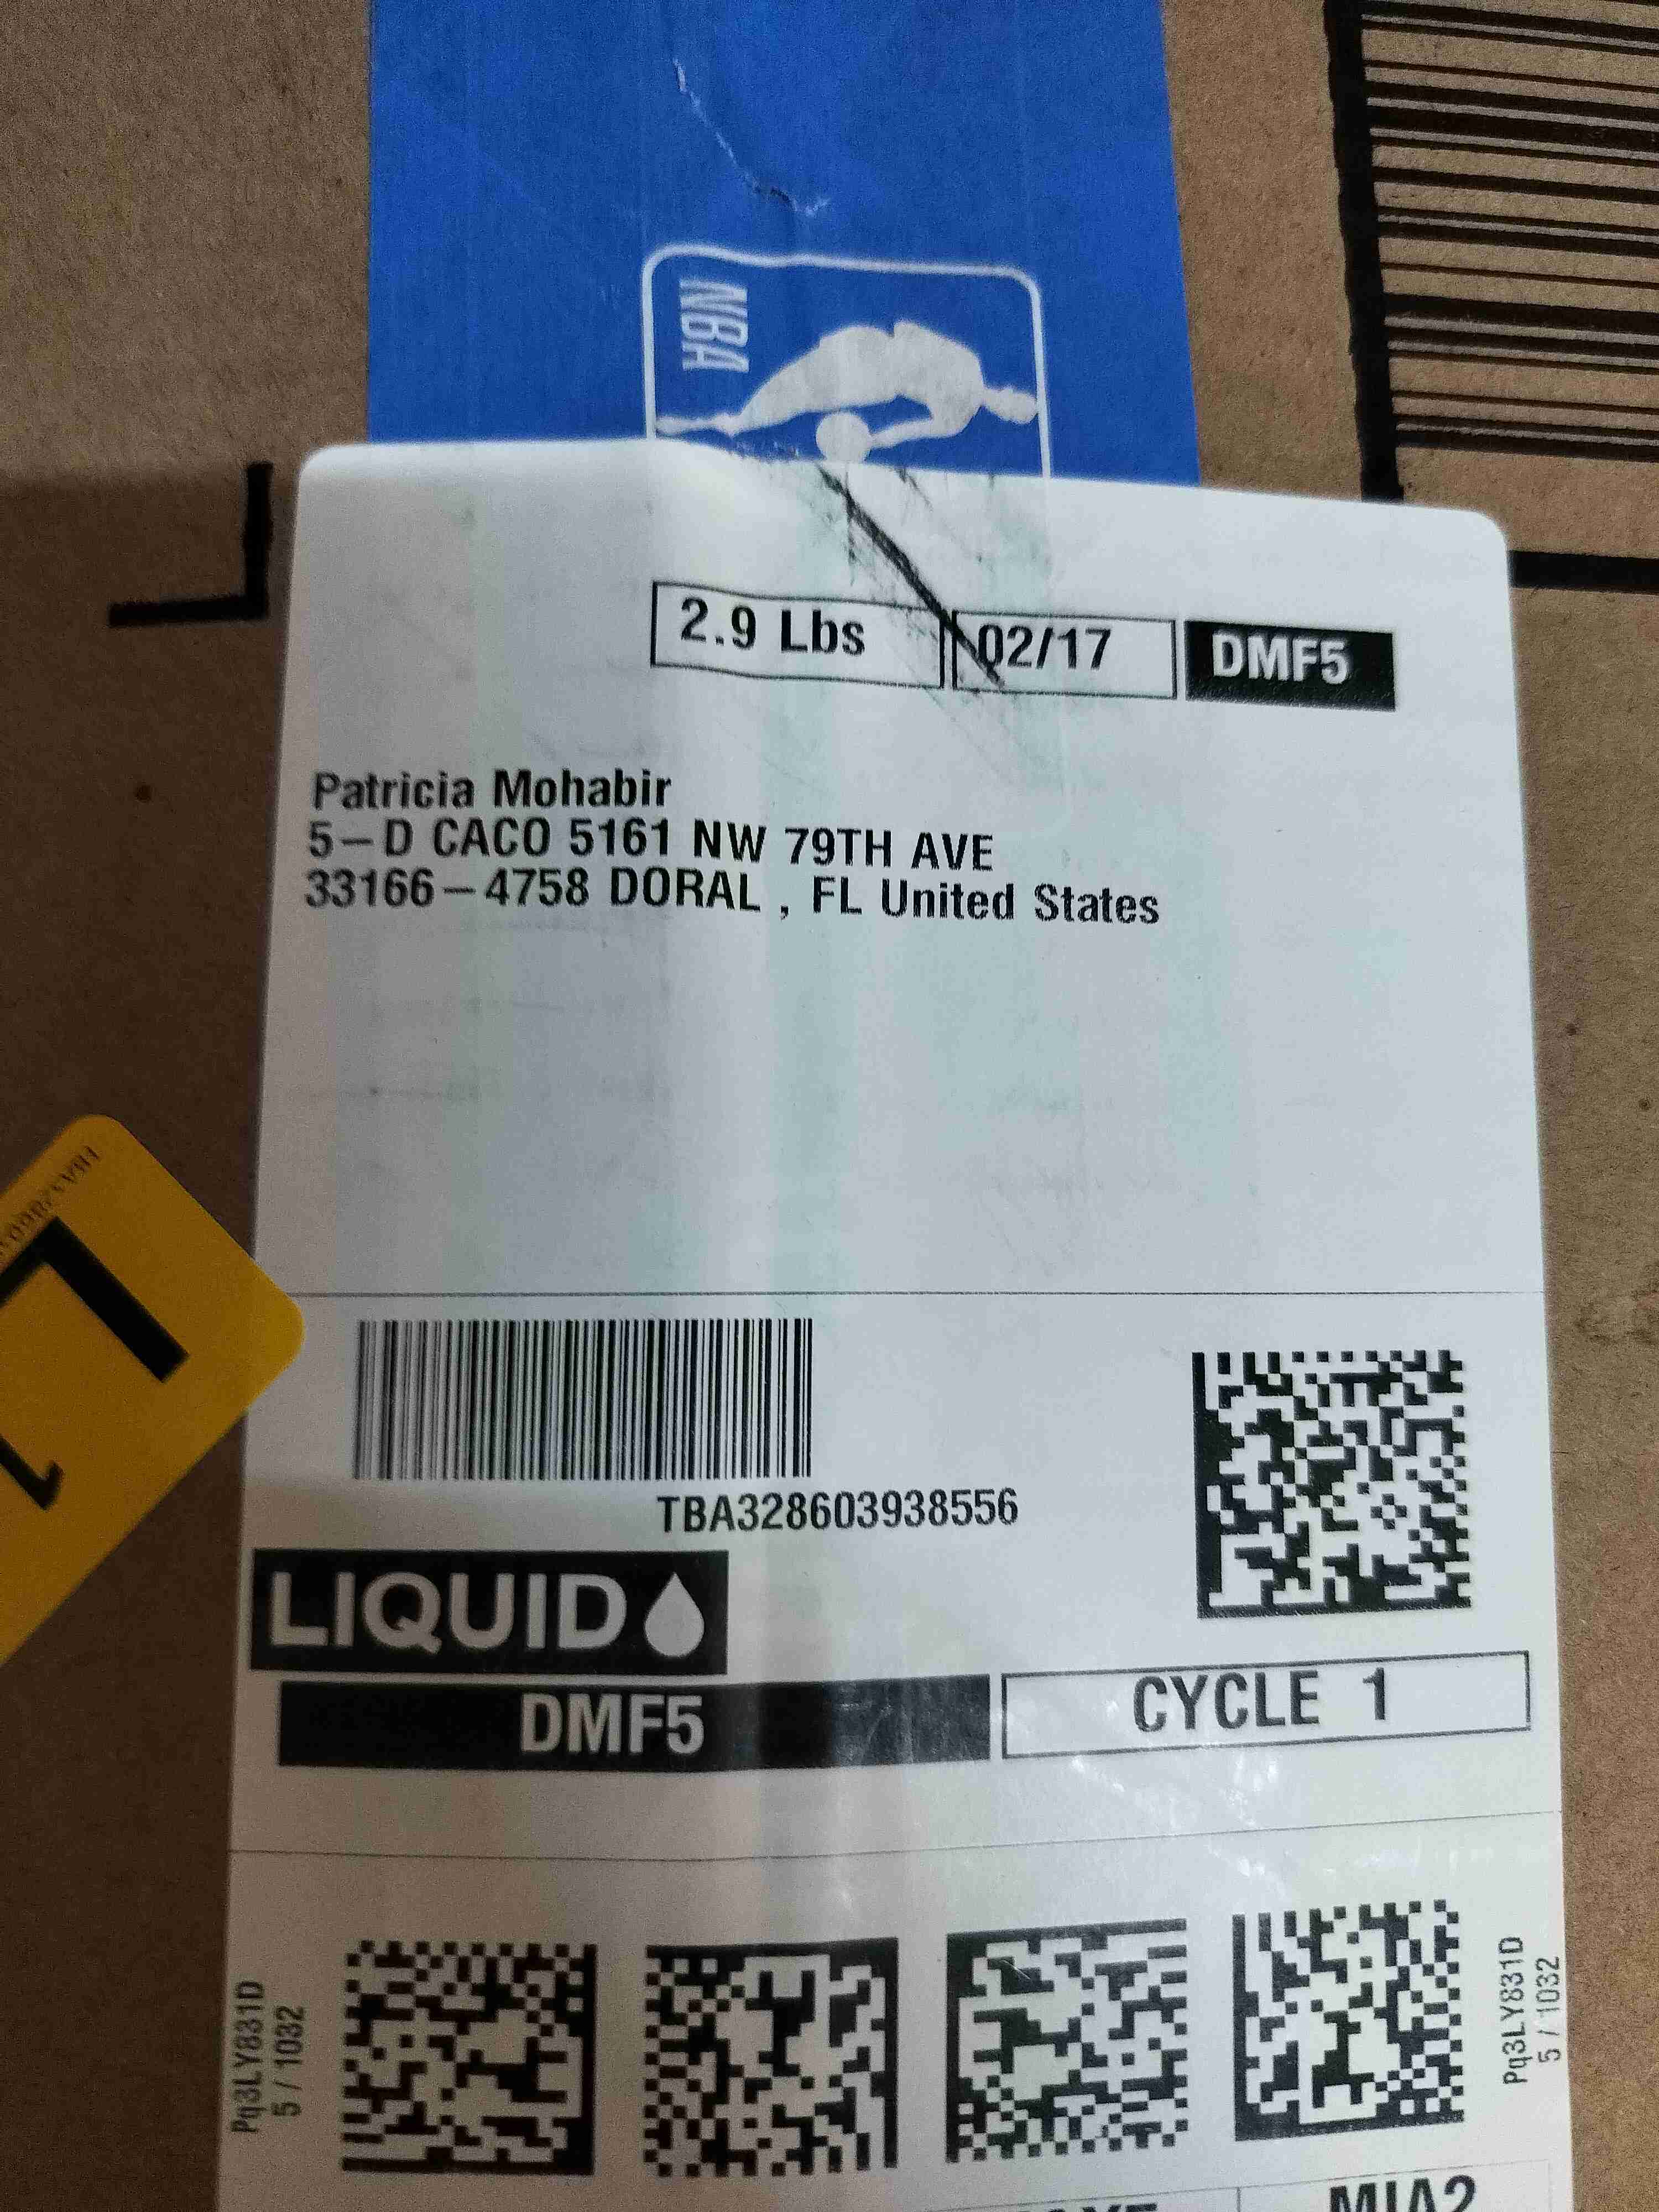 NBA
2.9 Lbs 02/17 DMF5
Patricia Mohabir
5-D CACO 5161 NW 79TH AVE
33166-4758 DORAL , FL United States
L
1
TBA328603938556
LIQUID
DMF5 CYCLE 1
Pq3LY831D
5 / 1032
Pq3LY831D
5 / 1032
MIA2